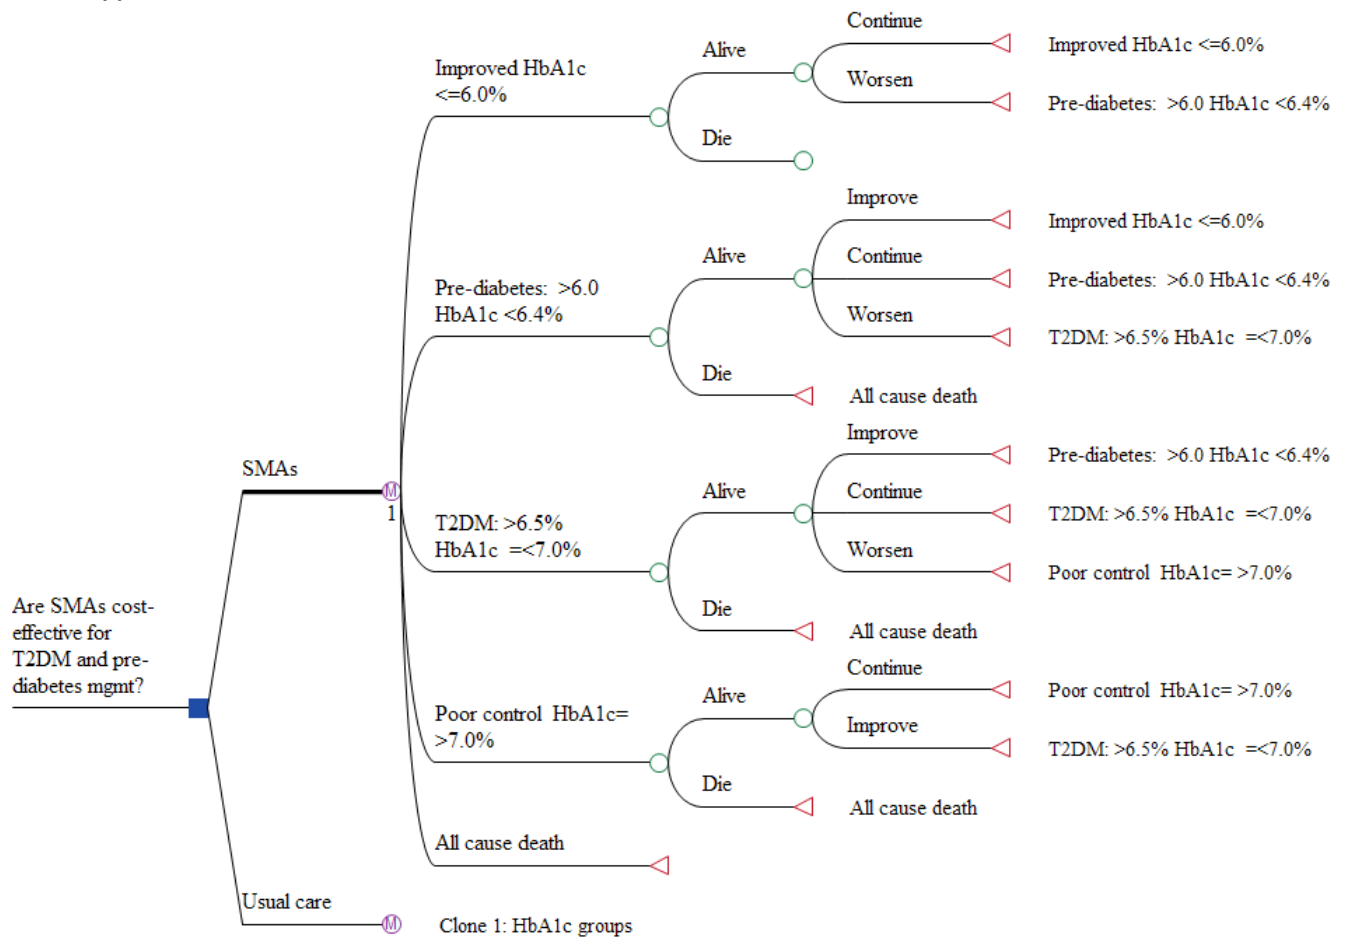 Continue
Improved HbA1c <=6.0%
Alive
Improved HbA1c
<=6.0%
Worsen
Pre-diabetes: >6.0 HbA1c <6.4%
Die
Improve
Improved HbA1c <=6.0%
Alive
Continue
Pre-diabetes: >6.0 HbA1c <6.4%
Pre-diabetes: >6.0
HbA1c <6.4%
Worsen
T2DM: >6.5% HbA1c =<7.0%
Die
All cause death
Improve
Pre-diabetes: >6.0 HbA1c <6.4%
SMAs
M
1
Alive
Continue
T2DM: >6.5% HbA1c =<7.0%
T2DM: >6.5%
HbA1c =<7.0%
Worsen
Poor control HbA1c= >7.0%
Die
All cause death
Are SMAs cost-
effective for
T2DM and pre-
diabetes mgmt?
Continue
Poor control HbA1c= >7.0%
Alive
Poor control HbA1c=
>7.0%
Improve
T2DM: >6.5% HbA1c =<7.0%
Die
All cause death
All cause death
Usual care
M
Clone 1: HbA1c groups